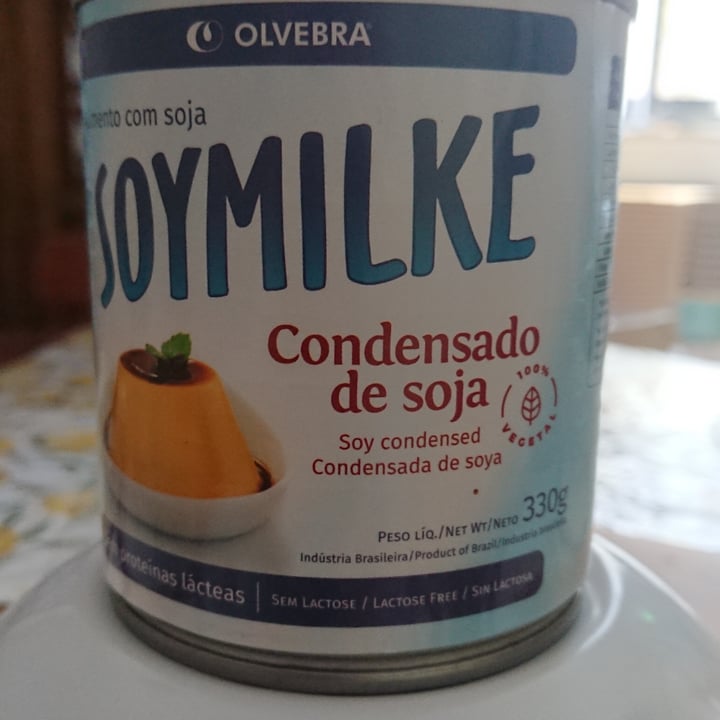 OLVEBRA
com soja
SOYMILKE
Condensado
de soja
100%
VEGETAL
Soy condensed
Condensada de soya
PESO LÍQ./NET WT/NETO 330g
Indústria Brasileira/Product of Brazil/Industria brasileña
proteínas lácteas | SEM LACTOSE / LACTOSE FREE / SIN LACTOSA